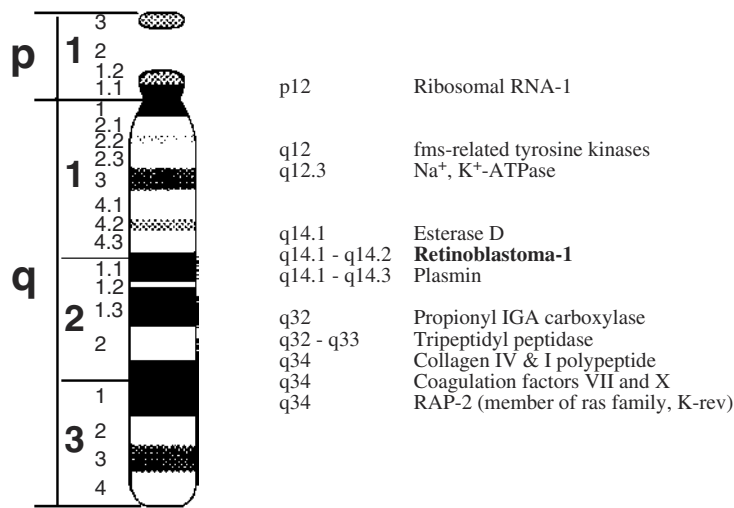 p
1
3
2
1.2
1.1
q
1
1
2.1
2.2
2.3
3
4.1
4.2
4.3
2
1.1
1.2
1.3
2
3
1
2
3
4
p12 Ribosomal RNA-1
q12 fms-related tyrosine kinases
q12.3 Na+, K+-ATPase
q14.1 Esterase D
q14.1 - q14.2 Retinoblastoma-1
q14.1 - q14.3 Plasmin
q32 Propionyl IGA carboxylase
q32 - q33 Tripeptidyl peptidase
q34 Collagen IV & I polypeptide
q34 Coagulation factors VII and X
q34 RAP-2 (member of ras family, K-rev)